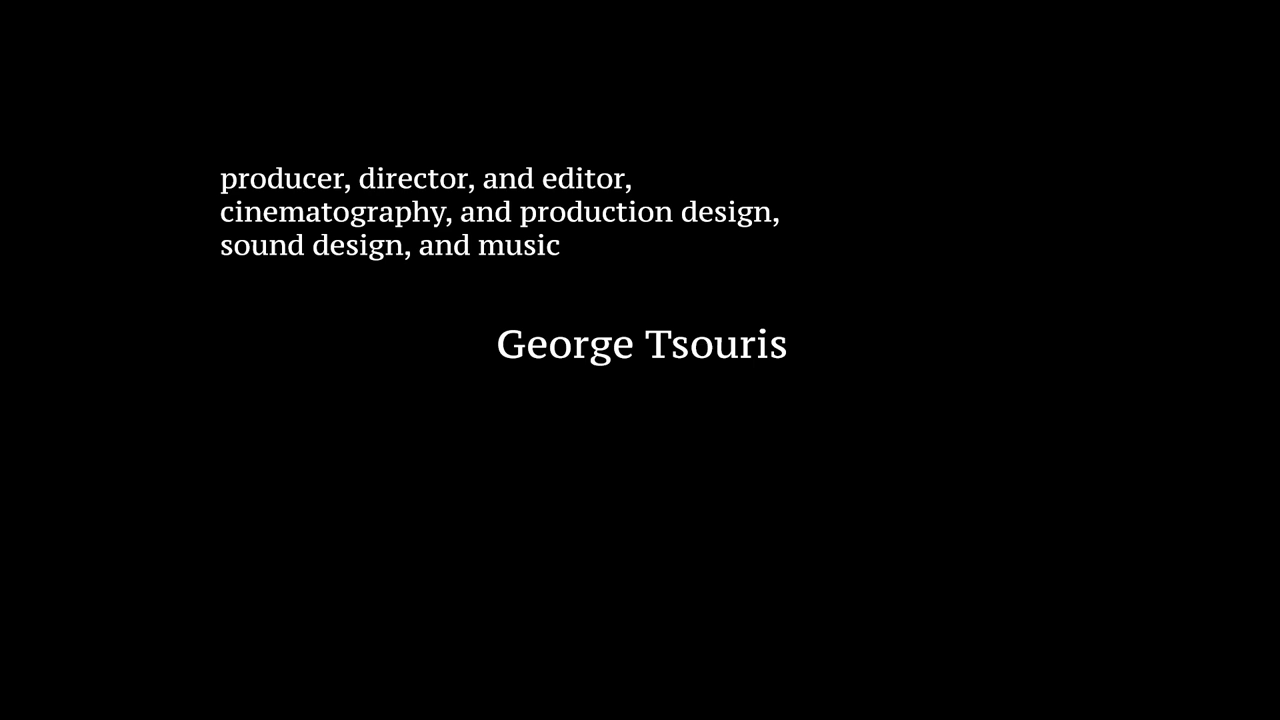 producer, director, and editor,
cinematography, and production design,
sound design, and music
George Tsouris